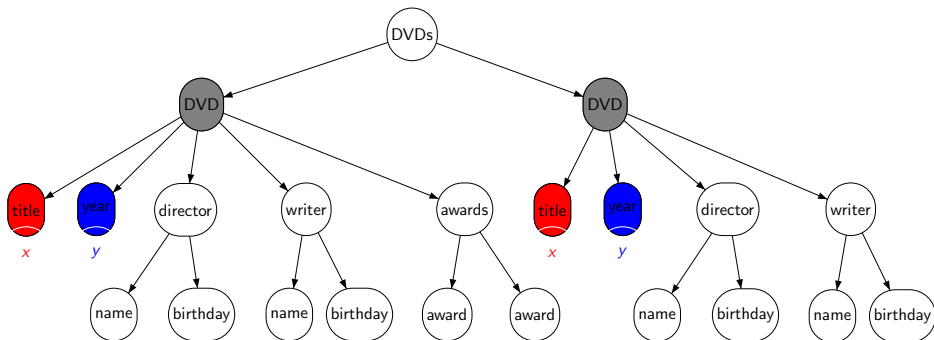 DVDs
DVD DVD
title year director writer awards title year director writer
x y x y
name birthday name birthday award award name birthday name birthday